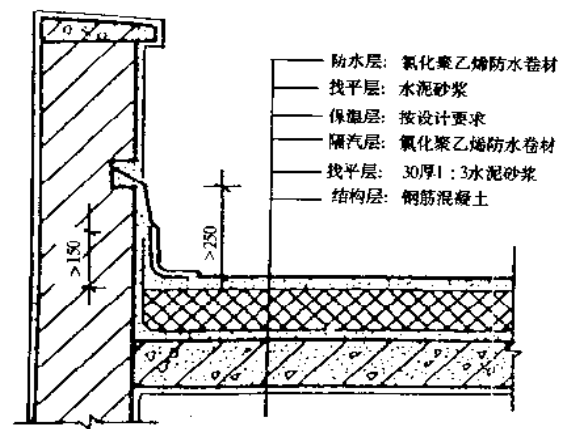 防水层: 氯化聚乙烯防水卷材
找平层: 水泥砂浆
保温层: 按设计要求
隔汽层: 氯化聚乙烯防水卷材
找平层: 30厚1:3水泥砂浆
结构层: 钢筋混凝土
>150
>250